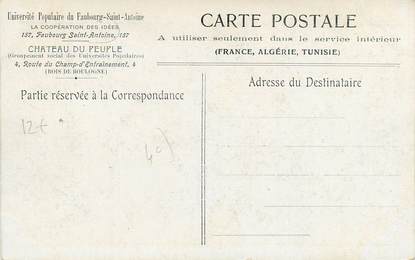 Université Populaire du Faubourg-Saint-Antoine
LA COOPÉRATION DES IDÉES
157, Faubourg Saint-Antoine, 157
CHATEAU DU PEUPLE
(Groupement social des Universités Populaires)
4, Route du Champ-d'Entraînement, 4
(BOIS DE BOULOGNE)
CARTE POSTALE
A utiliser seulement dans le service intérieur
(FRANCE, ALGÉRIE, TUNISIE)
Partie réservée à la Correspondance
Adresse du Destinataire